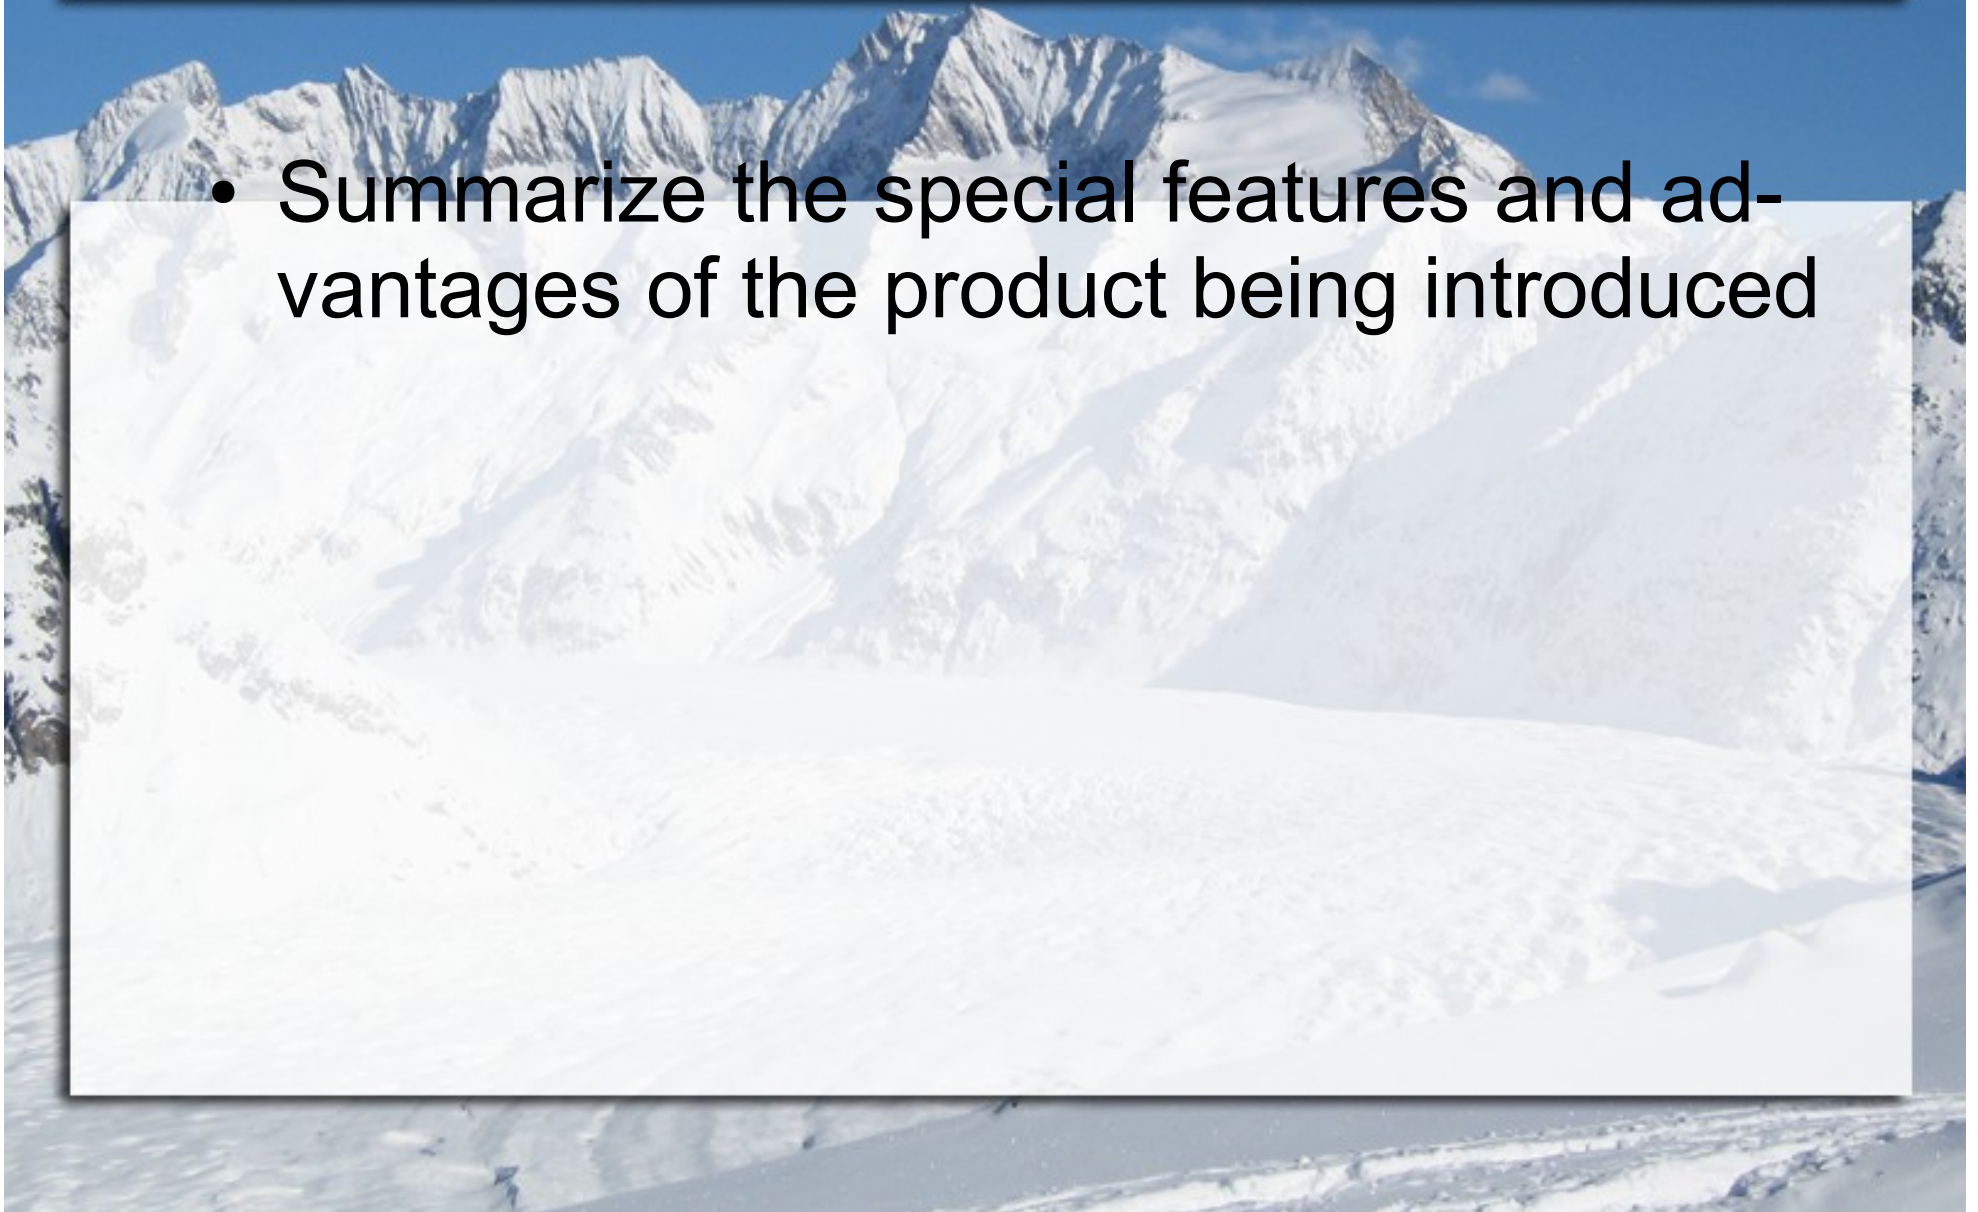 • Summarize the special features and ad-
vantages of the product being introduced